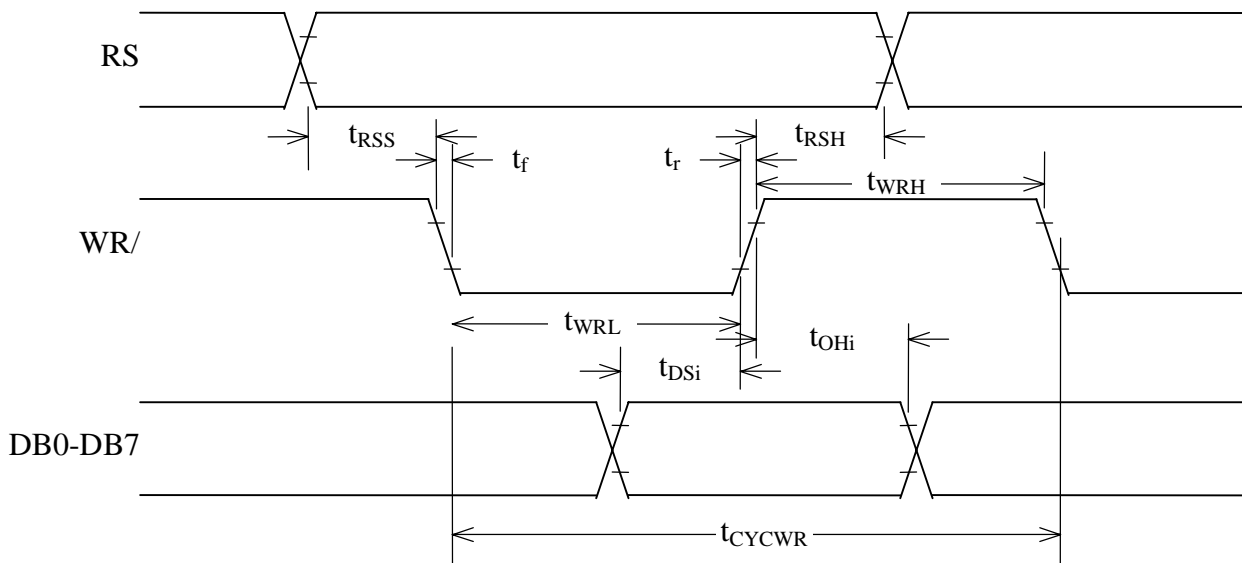 RS
tRSS
tRSH
tf
tr
tWRH
WR/
tWRL
tOHi
tDSi
DB0-DB7
tCYCWR